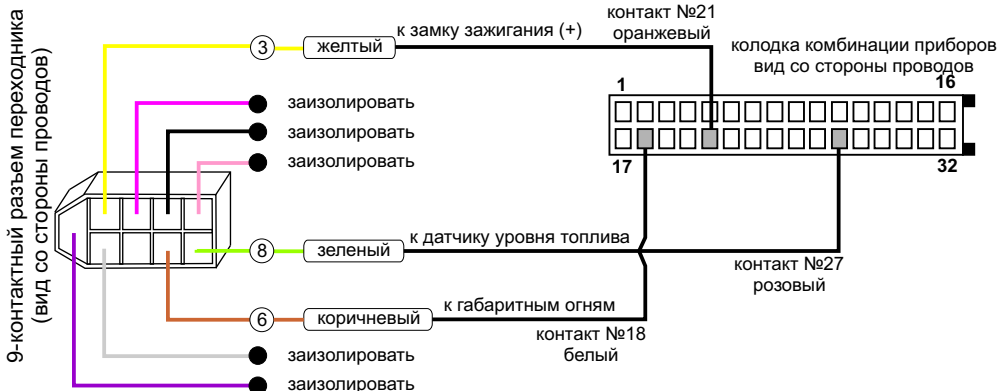 9-контактный разъем переходника
(вид со стороны проводов)
3
желтый
к замку зажигания (+)
контакт №21
оранжевый
колодка комбинации приборов
вид со стороны проводов
1
16
17
32
заизолировать
заизолировать
заизолировать
8
зеленый
к датчику уровня топлива
контакт №27
розовый
6
коричневый
к габаритным огням
контакт №18
белый
заизолировать
заизолировать